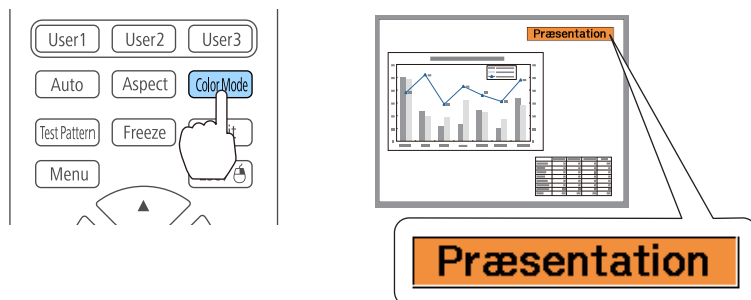 User1 User2 User3
Auto Aspect Color Mode
Test Pattern Freeze
Menu
Præsentation
Præsentation